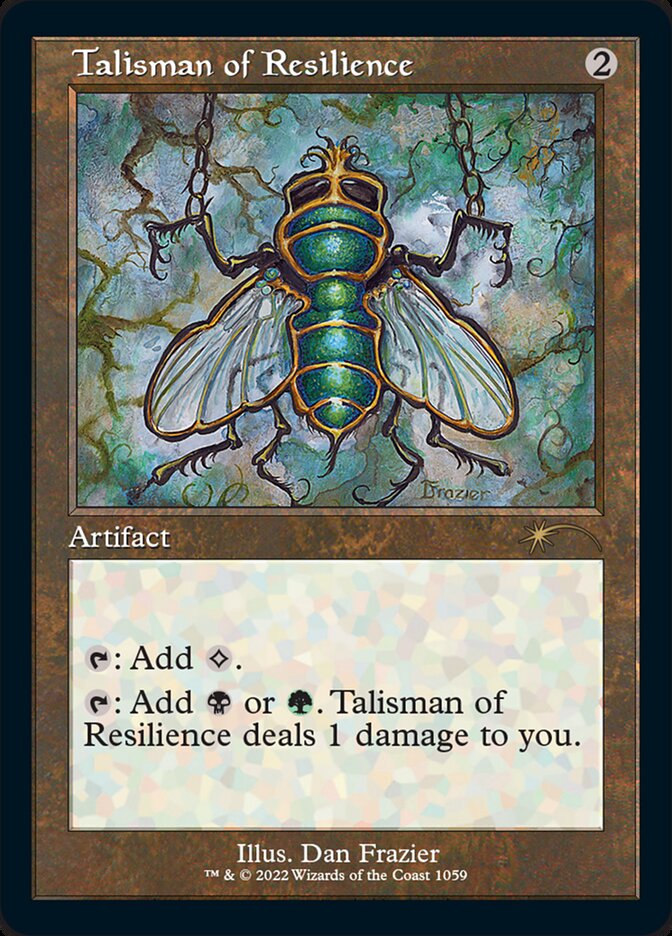 Talisman of Resilience 2
Frazier
Artifact
: Add .
: Add or . Talisman of
Resilience deals 1 damage to you.
Illus. Dan Frazier
™ & © 2022 Wizards of the Coast 1059